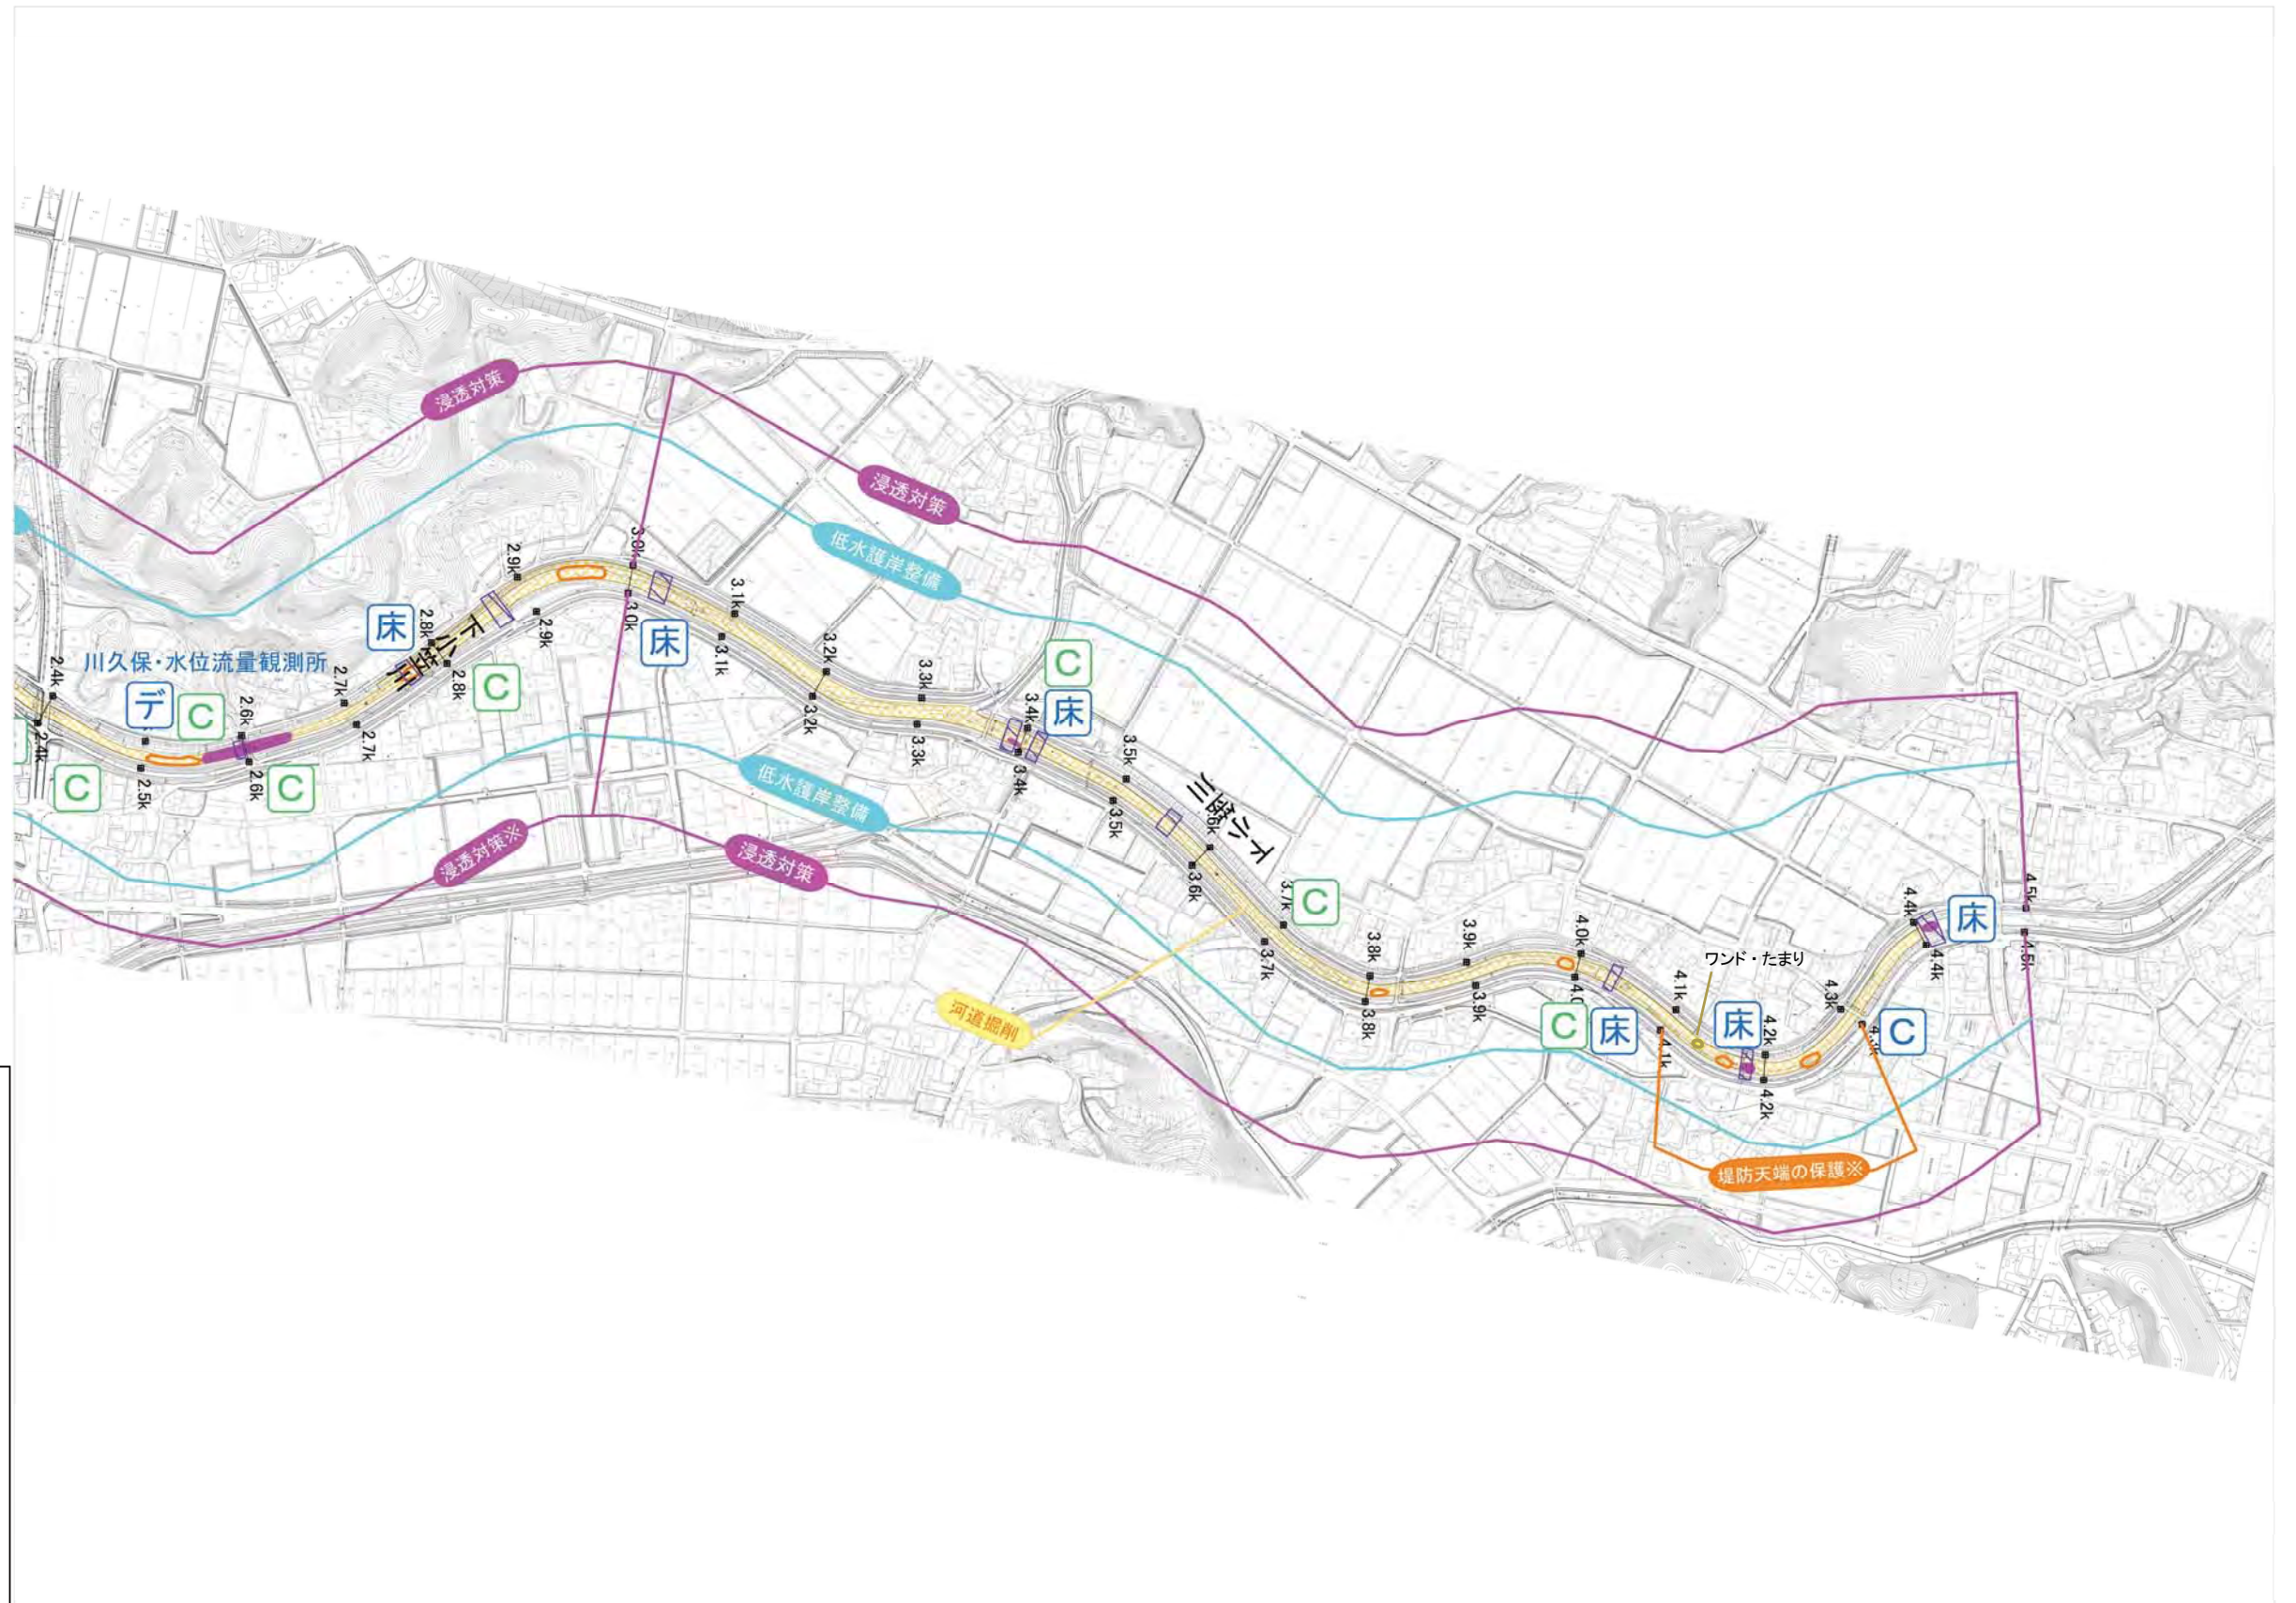 浸透対策
浸透対策
低水護岸整備
2.9k
3.0k
3.1k
床
2.8k
下小笠川
川久保・水位流量観測所
2.9k
3.0k
床
3.2k
3.1k
C
2.4k
デ
C
2.6k
2.7k
2.8k
C
3.3k
3.4k
床
2.4k
2.7k
3.2k
3.3k
3.5k
C
2.5k
2.6k
C
低水護岸整備
3.4k
3.5k
下小笠川
浸透対策※
浸透対策
3.6k
3.6k
3.7k
C
4.4k
床
4.5k
3.7k
3.8k
3.9k
4.0k
ワンド・たまり
4.4k
4.5k
河道掘削
3.8k
3.9k
4.1k
4.3k
C
床
床
4.2k
C
4.1k
4.2k
堤防天端の保護※